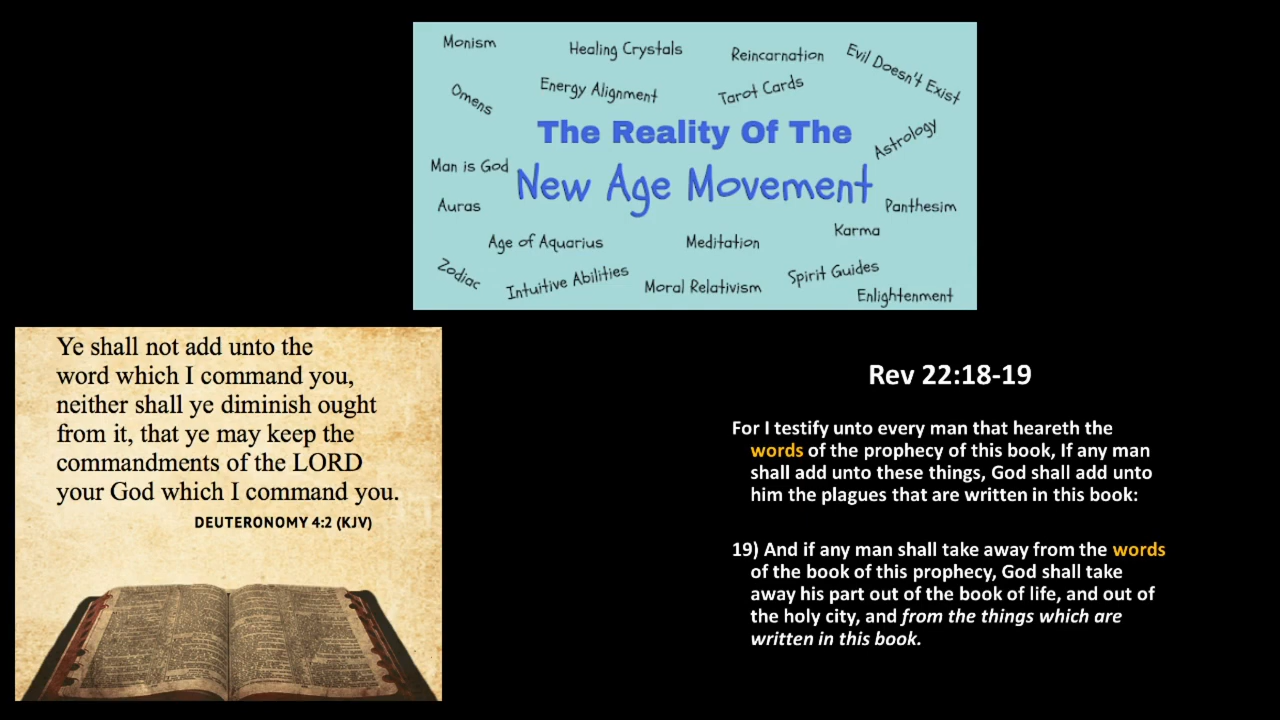 Monism
Healing Crystals
Reincarnation
Evil Doesn't Exist
Omens
Energy Alignment
Tarot Cards
The Reality Of The
Astrology
Man is God
New Age Movement
Auras
Panthesim
Age of Aquarius
Meditation
Karma
Zodiac
Intuitive Abilities
Moral Relativism
Spirit Guides
Enlightenment
Ye shall not add unto the
word which I command you,
neither shall ye diminish ought
from it, that ye may keep the
commandments of the LORD
your God which I command you.
DEUTERONOMY 4:2 (KJV)
Rev 22:18-19
For I testify unto every man that heareth the
words of the prophecy of this book, If any man
shall add unto these things, God shall add unto
him the plagues that are written in this book:
19) And if any man shall take away from the words
of the book of this prophecy, God shall take
away his part out of the book of life, and out of
the holy city, and from the things which are
written in this book.